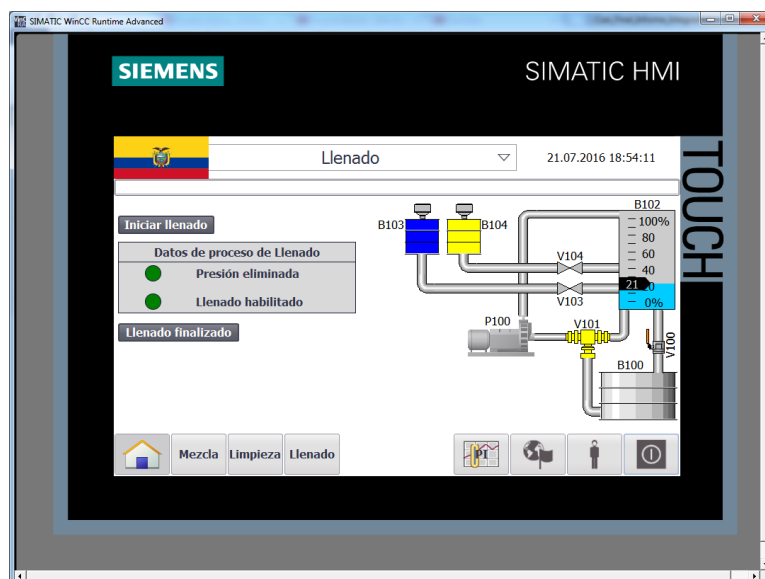 SIMATIC WinCC Runtime Advanced
SIEMENS
SIMATIC HMI
TOUCH
Llenado
21.07.2016 18:54:11
Iniciar llenado
Datos de proceso de Llenado
Presión eliminada
Llenado habilitado
Llenado finalizado
B103
B104
B102
100%
80
60
40
21
0%
V104
V103
P100
V101
V100
B100
Mezcla
Limpieza
Llenado
PI